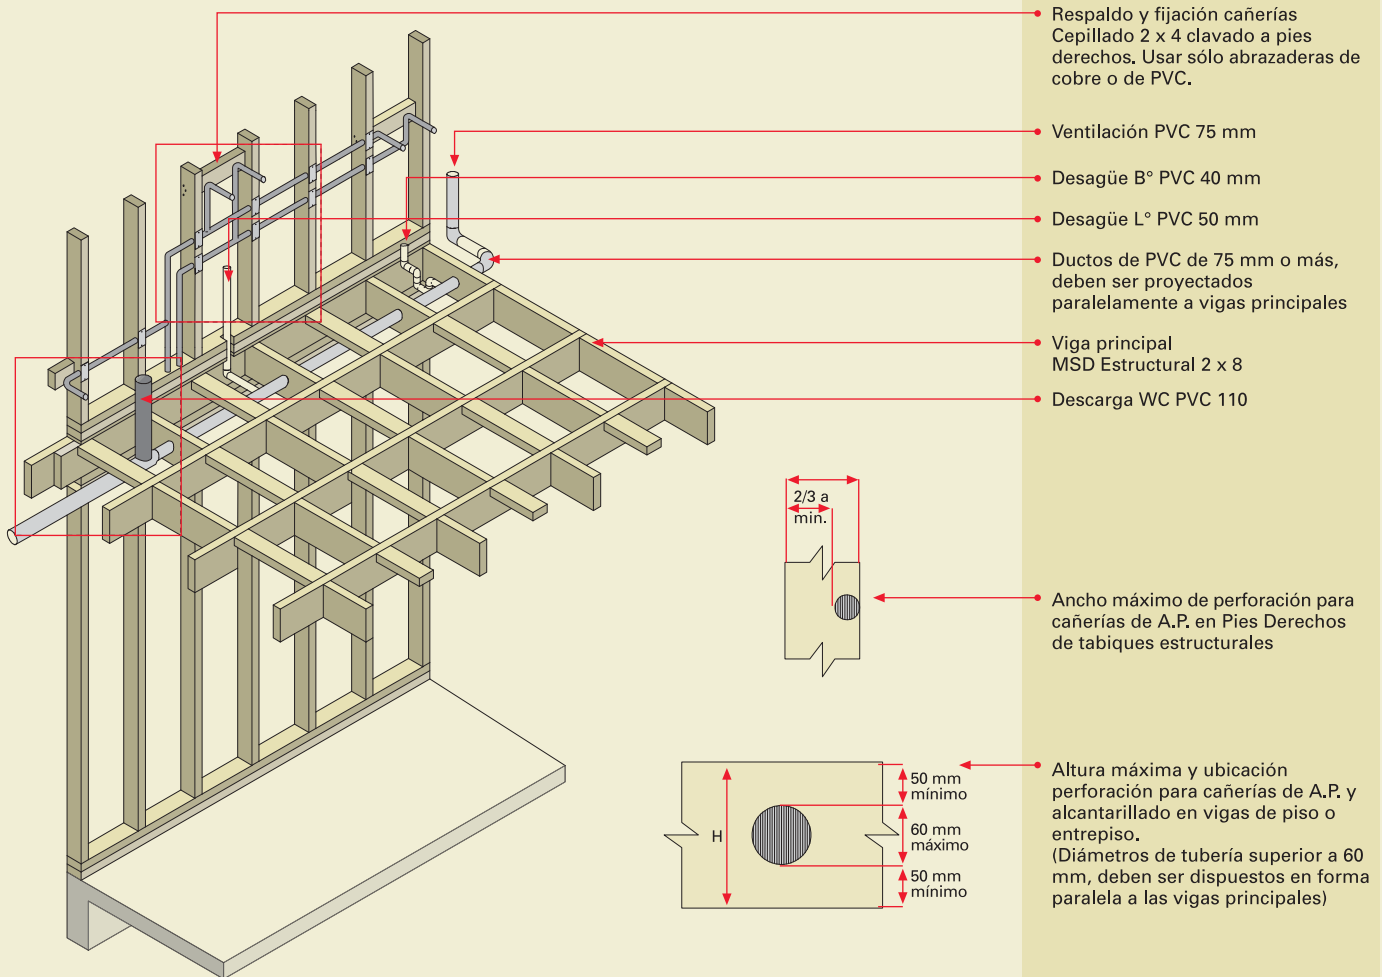 Respaldo y fijación cañerías
Cepillado 2 x 4 clavado a pies
derechos. Usar sólo abrazaderas de
cobre o de PVC.
Ventilación PVC 75 mm
Desagüe B° PVC 40 mm
Desagüe L° PVC 50 mm
Ductos de PVC de 75 mm o más,
deben ser proyectados
paralelamente a vigas principales
Viga principal
MSD Estructural 2 x 8
Descarga WC PVC 110
2/3 a
min.
Ancho máximo de perforación para
cañerías de A.P. en Pies Derechos
de tabiques estructurales
H
50 mm
mínimo
60 mm
máximo
50 mm
mínimo
Altura máxima y ubicación
perforación para cañerías de A.P. y
alcantarillado en vigas de piso o
entrepiso.
(Diámetros de tubería superior a 60
mm, deben ser dispuestos en forma
paralela a las vigas principales)